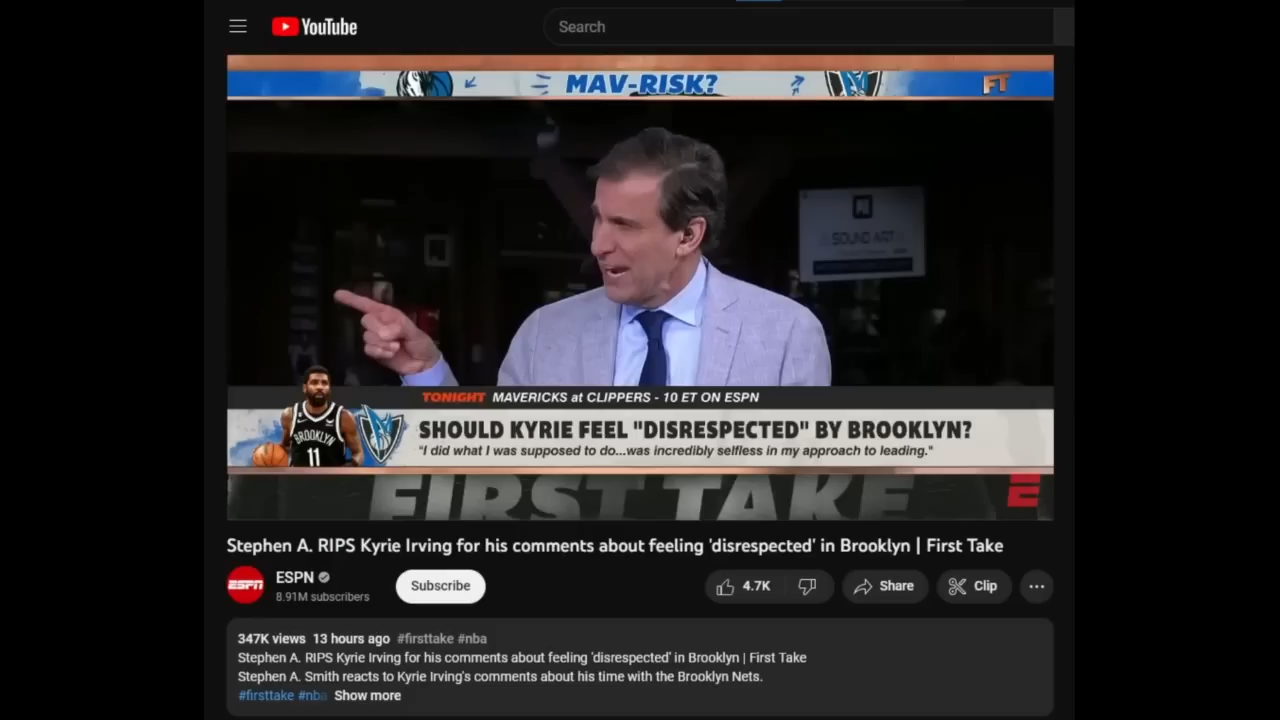 YouTube
Search
MAV-RISK?
FT
SOUND ART
TONIGHT MAVERICKS at CLIPPERS - 10 ET ON ESPN
BROOKLYN
11
SHOULD KYRIE FEEL "DISRESPECTED" BY BROOKLYN?
"I did what I was supposed to do...was incredibly selfless in my approach to leading."
FIRST TAKE
E
Stephen A. RIPS Kyrie Irving for his comments about feeling 'disrespected' in Brooklyn | First Take
ESPN
ESPN
8.91M subscribers
Subscribe
4.7K
Share
Clip
347K views 13 hours ago #firsttake #nba
Stephen A. RIPS Kyrie Irving for his comments about feeling 'disrespected' in Brooklyn | First Take
Stephen A. Smith reacts to Kyrie Irving's comments about his time with the Brooklyn Nets.
#firsttake #nba Show more